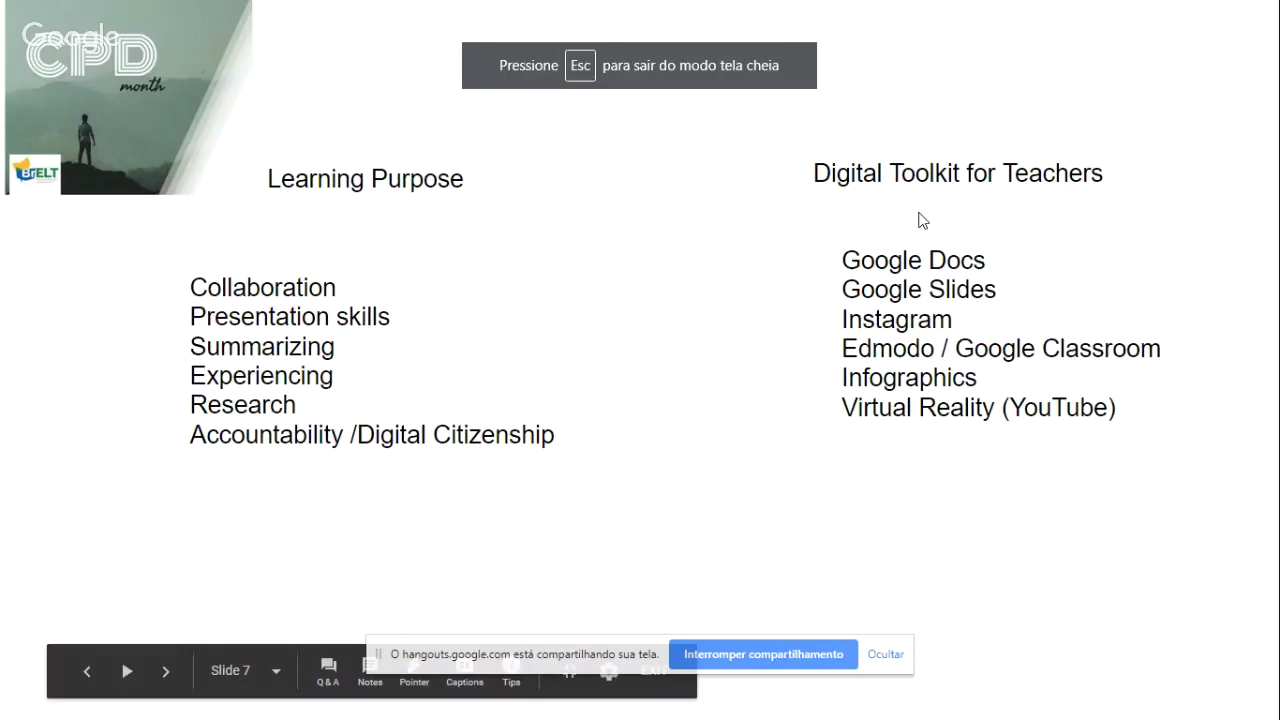 Google
CPD
month
BrELT
Pressione Esc para sair do modo tela cheia
Learning Purpose
Collaboration
Presentation skills
Summarizing
Experiencing
Research
Accountability /Digital Citizenship
Digital Toolkit for Teachers
Google Docs
Google Slides
Instagram
Edmodo / Google Classroom
Infographics
Virtual Reality (YouTube)
O hangouts.google.com está compartilhando sua tela. Interromper compartilhamento Ocultar
Slide 7
Q & A Notes Pointer Captions Tips EXIT